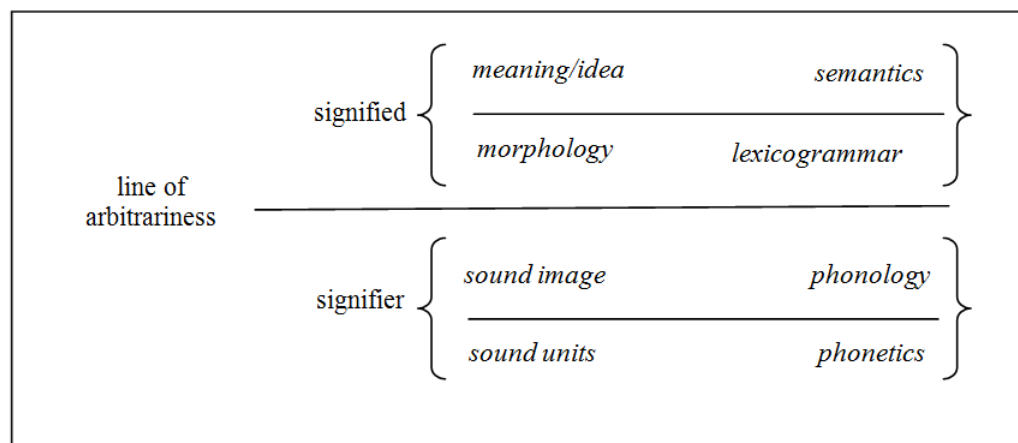 meaning/idea semantics
signified
morphology lexicogrammar
line of
arbitrariness
sound image phonology
signifier
sound units phonetics